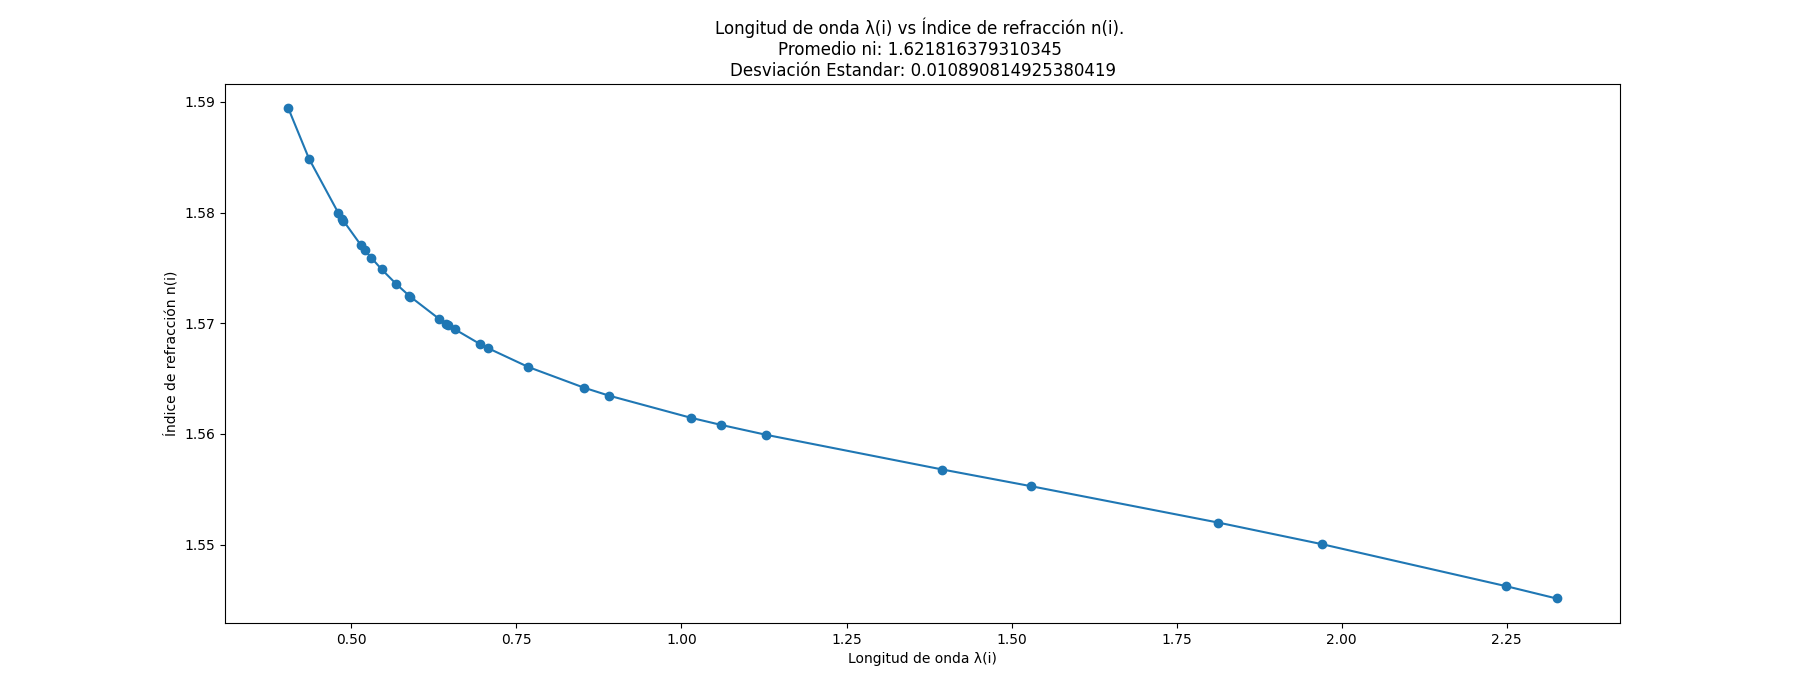 Longitud de onda λ(i) vs Índice de refracción n(i).
Promedio ni: 1.621816379310345
Desviación Estandar: 0.010890814925380419
1.59
1.58
1.57
1.56
1.55
Índice de refracción n(i)
0.50 0.75 1.00 1.25 1.50 1.75 2.00 2.25
Longitud de onda λ(i)